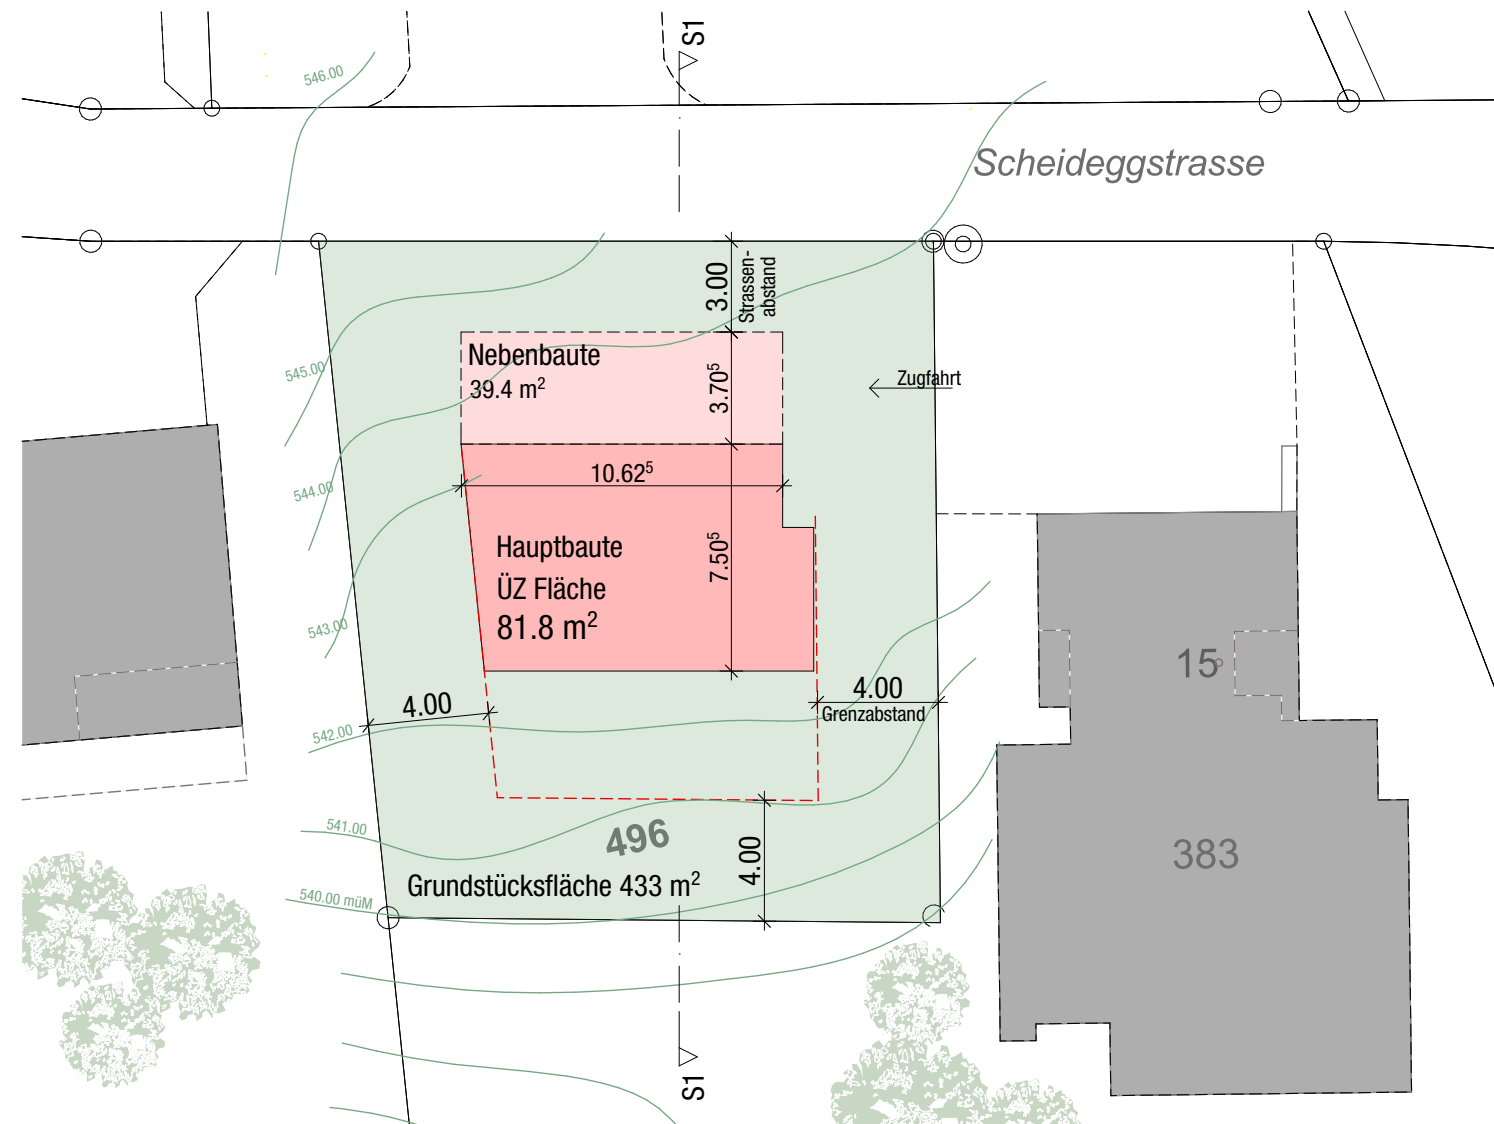 S1
546.00
Scheideggstrasse
3.00
Strassen-
abstand
Nebenbaute
39.4 m²
3.70⁵
Zugfahrt
545.00
10.62⁵
544.00
Hauptbaute
ÜZ Fläche
81.8 m²
7.50⁵
543.00
15
4.00
4.00
Grenzabstand
542.00
541.00
496
383
4.00
Grundstücksfläche 433 m²
540.00 müM
S1